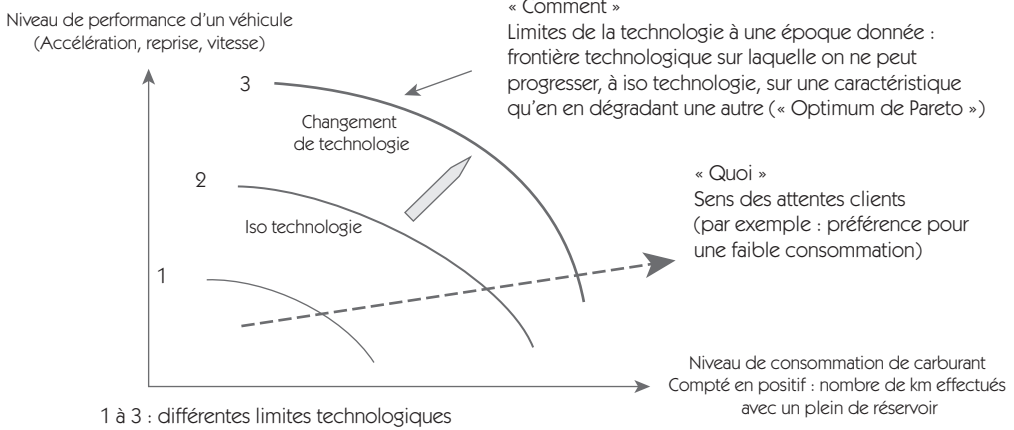 Niveau de performance d'un véhicule
(Accélération, reprise, vitesse)
« Comment »
Limites de la technologie à une époque donnée :
frontière technologique sur laquelle on ne peut
progresser, à iso technologie, sur une caractéristique
qu'en en dégradant une autre (« Optimum de Pareto »)
3
Changement
de technologie
2
Iso technologie
« Quoi »
Sens des attentes clients
(par exemple : préférence pour
une faible consommation)
1
Niveau de consommation de carburant
Compté en positif : nombre de km effectués
avec un plein de réservoir
1 à 3 : différentes limites technologiques